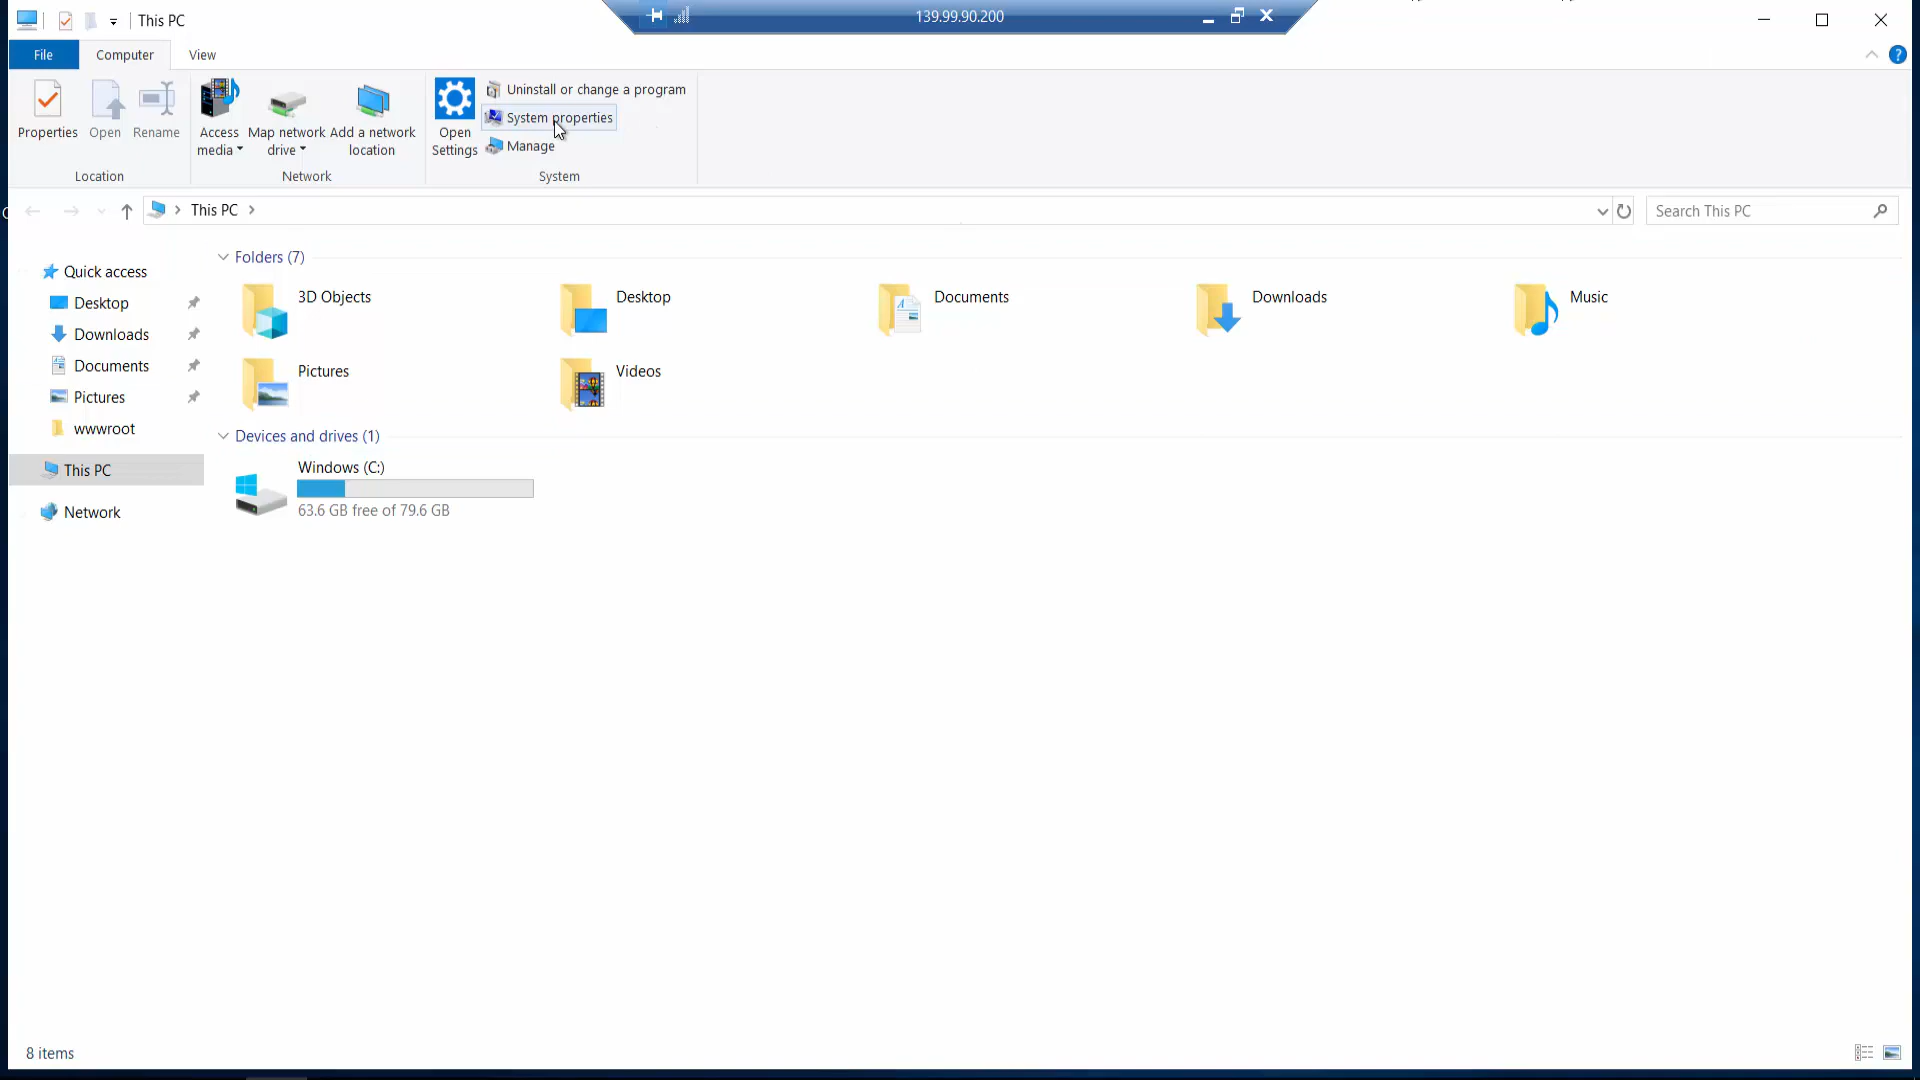 This PC
139.99.90.200
File
Computer
View
Properties
Open
Rename
Access media
Map network drive
Add a network location
Open Settings
Uninstall or change a program
System properties
Manage
Location
Network
System
This PC
Search This PC
Quick access
Desktop
Downloads
Documents
Pictures
wwwroot
This PC
Network
Folders (7)
3D Objects
Desktop
Documents
Downloads
Music
Pictures
Videos
Devices and drives (1)
Windows (C:)
63.6 GB free of 79.6 GB
8 items